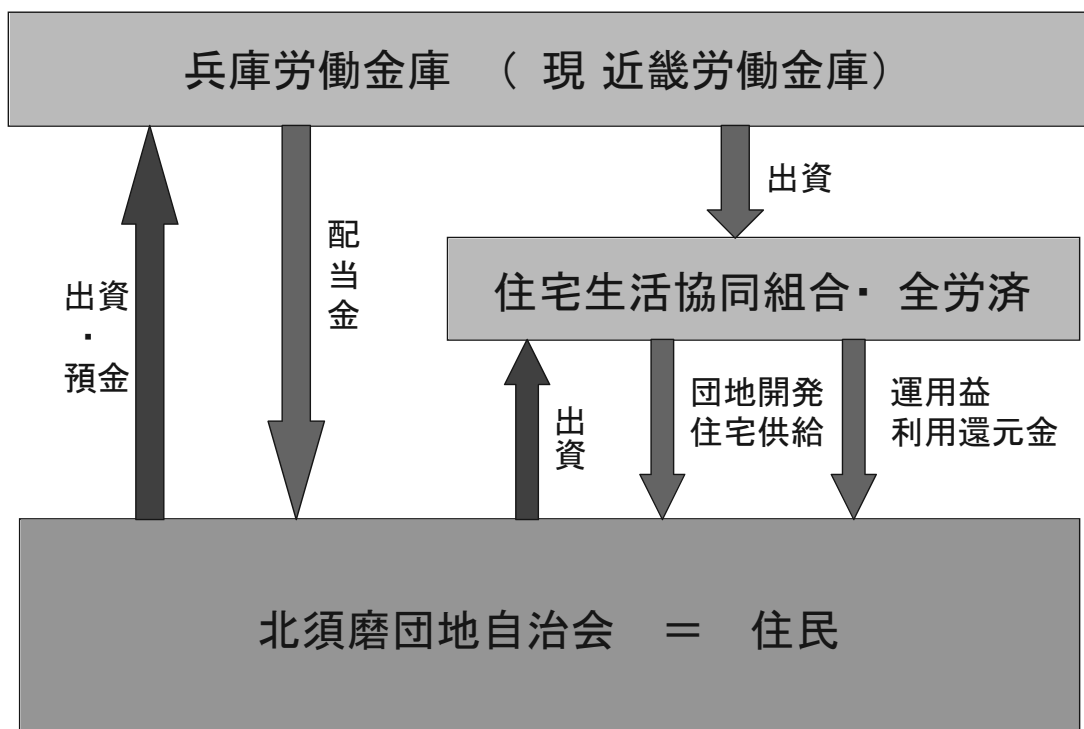 兵庫労働金庫 （ 現 近畿労働金庫）
出資
配当金
出資
・
預金
住宅生活協同組合・ 全労済
出資
団地開発
住宅供給
運用益
利用還元金
北須磨団地自治会 ＝ 住民